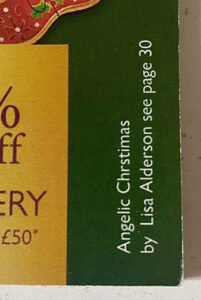 %
ff
ERY
£50*
Angelic Chrstimas
by Lisa Alderson see page 30